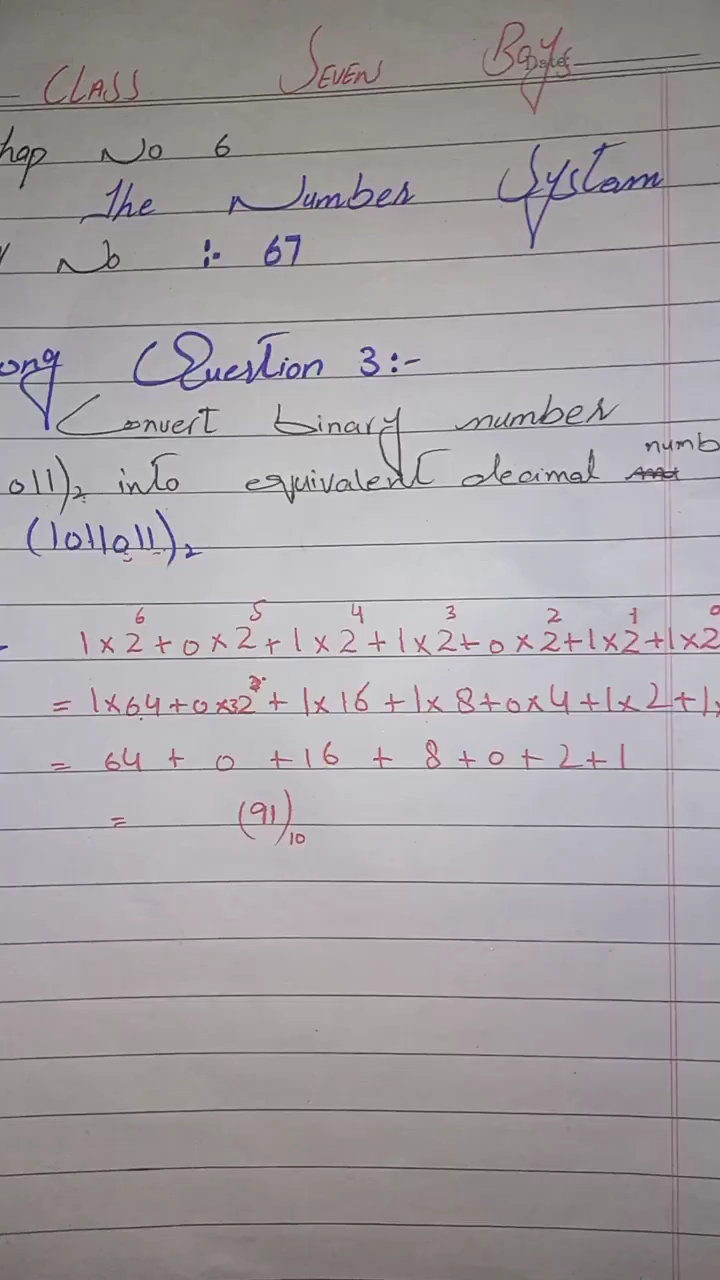 CLASS SEVEN Boys
hap No 6
The Number System
No :- 67
ong Question 3:-
Convert binary number
011)₂ into equivalent decimal numb
(1011011)₂
1×2⁶+0×2⁵+1×2⁴+1×2³+0×2²+1×2¹+1×2⁰
=1×64+0×32+1×16+1×8+0×4+1×2+1×
= 64 + 0 +16 + 8+0+2+1
= (91)₁₀